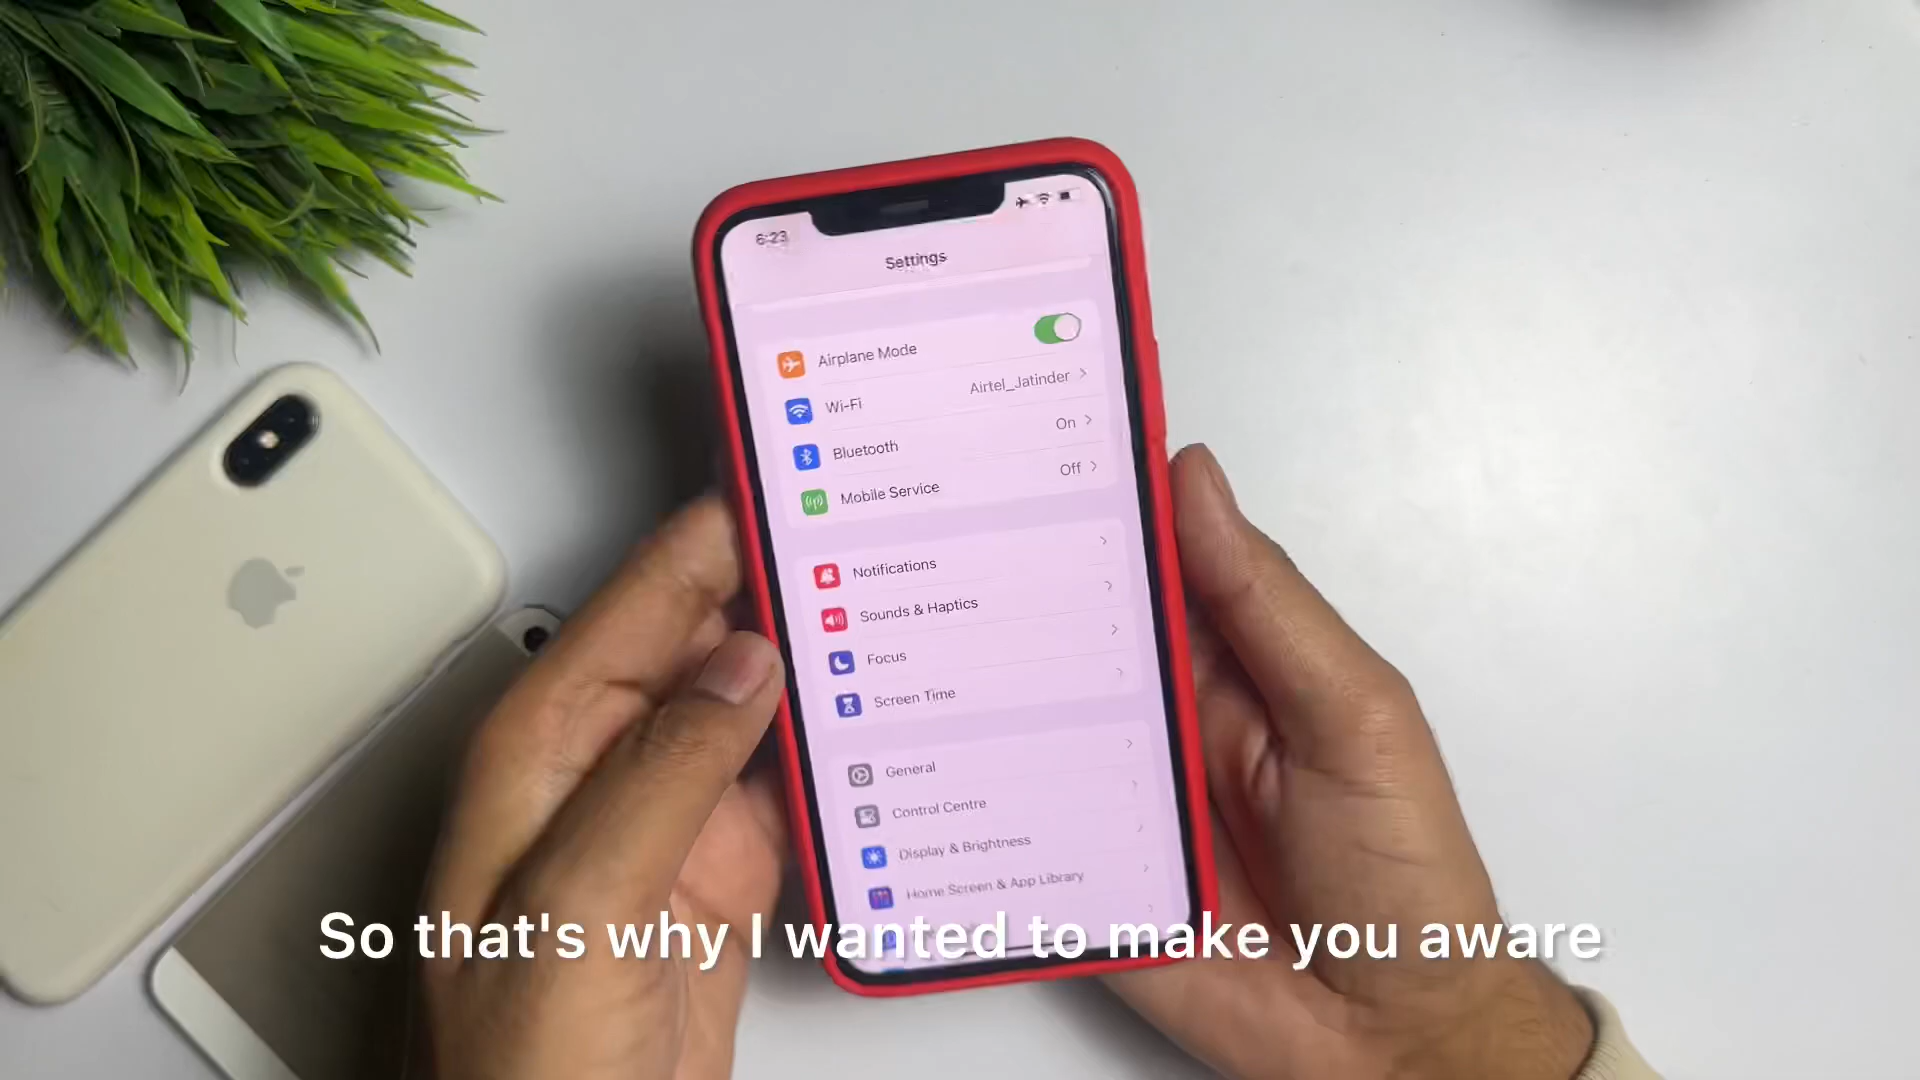 6:23
Settings
Airplane Mode
Wi-Fi Airtel_Jatinder
Bluetooth On
Mobile Service Off
Notifications
Sounds & Haptics
Focus
Screen Time
General
Control Centre
Display & Brightness
Home Screen & App Library
So that's why I wanted to make you aware